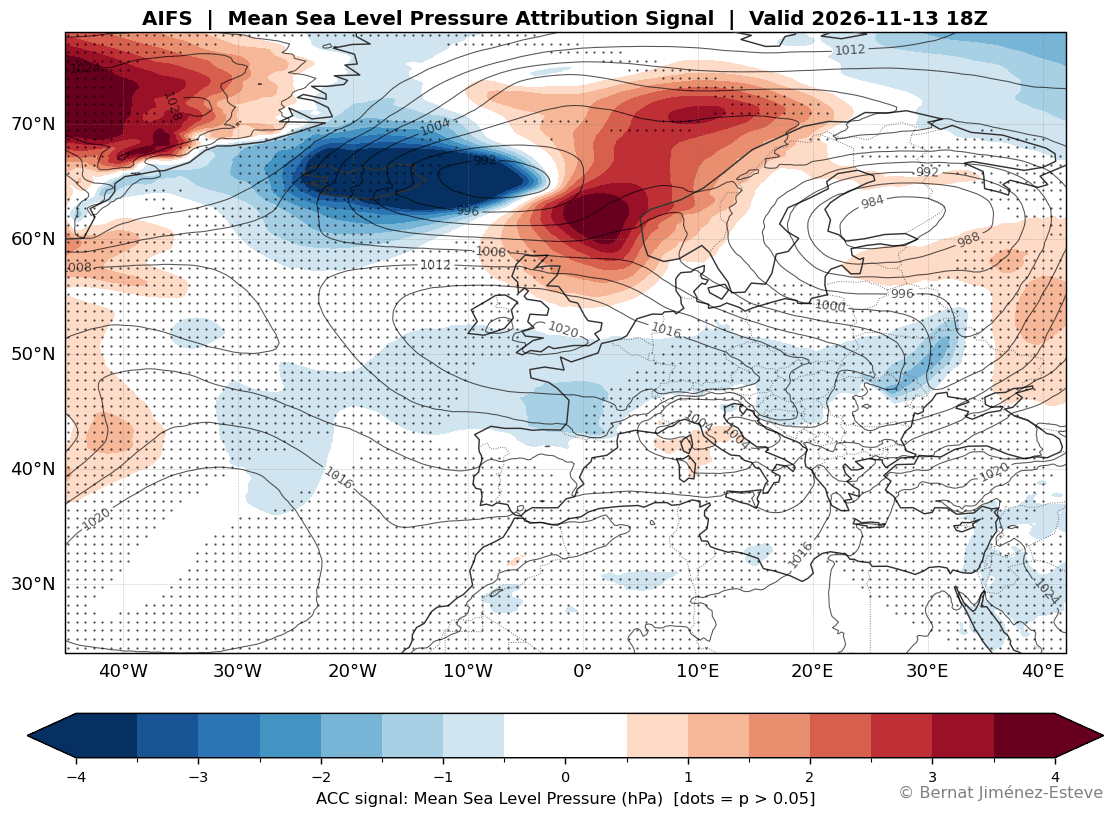 AIFS | Mean Sea Level Pressure Attribution Signal | Valid 2026-11-13 18Z
1012
1028
1004
70°N
992
992
984
996
60°N
988
1008
1008
1012
996
1000
1020
1016
50°N
1004
1004
40°N
1016
1020
1020
1016
30°N
1024
40°W 30°W 20°W 10°W 0° 10°E 20°E 30°E 40°E
−4 −3 −2 −1 0 1 2 3 4
ACC signal: Mean Sea Level Pressure (hPa) [dots = p > 0.05]
© Bernat Jiménez-Esteve